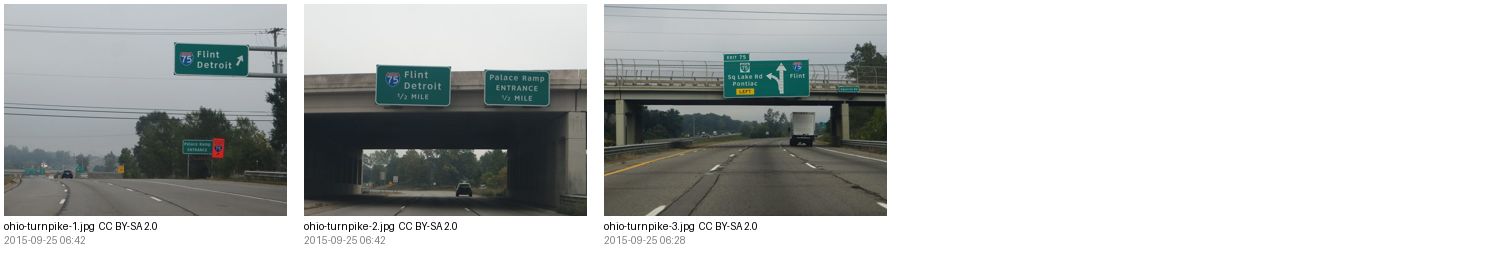 75
Flint
Detroit
Palace Ramp
ENTRANCE
75
Flint
Detroit
1/2 MILE
Palace Ramp
ENTRANCE
1/2 MILE
EXIT 75
75
Sq Lake Rd
Pontiac
LEFT
Flint
ohio-turnpike-1.jpg CC BY-SA 2.0
2015-09-25 06:42
ohio-turnpike-2.jpg CC BY-SA 2.0
2015-09-25 06:42
ohio-turnpike-3.jpg CC BY-SA 2.0
2015-09-25 06:28